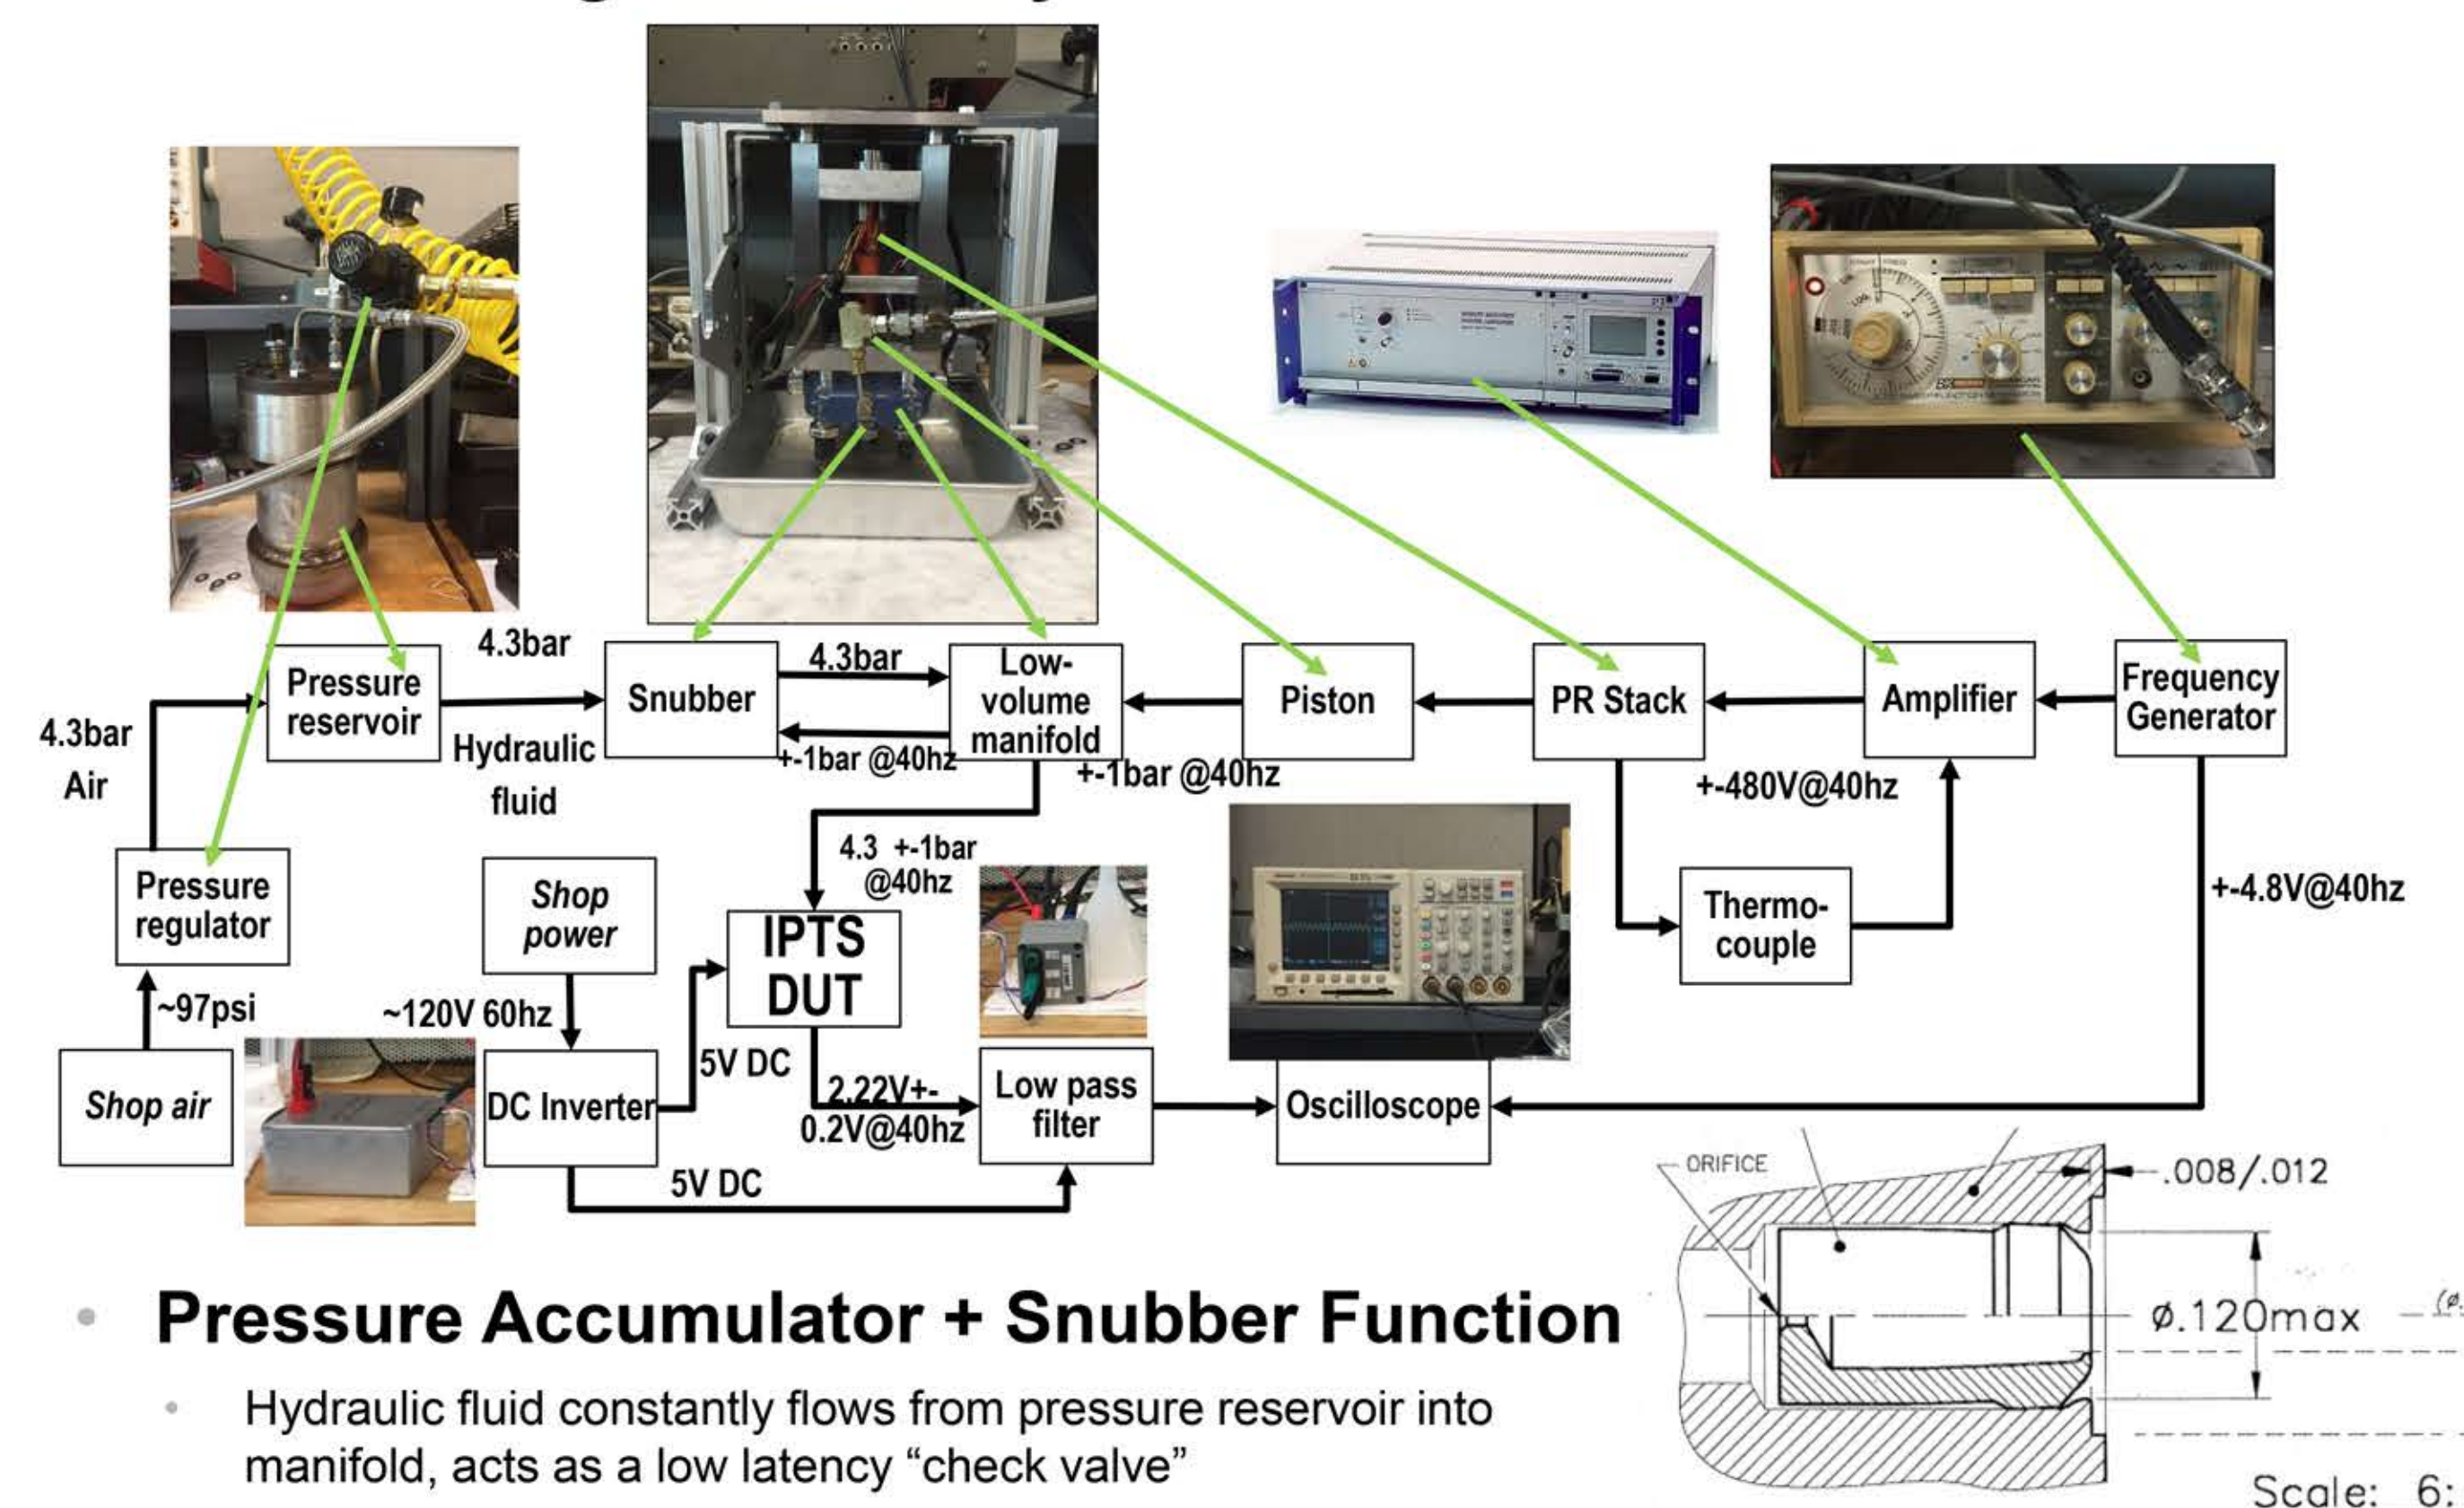 4.3bar
Air
Pressure
reservoir
4.3bar
Hydraulic
fluid
Snubber
4.3bar
+-1bar @40hz
Low-
volume
manifold
+-1bar @40hz
Piston
PR Stack
+-480V@40hz
Amplifier
Frequency
Generator
Pressure
regulator
~97psi
Shop air
Shop
power
~120V 60hz
DC Inverter
5V DC
5V DC
4.3 +-1bar
@40hz
IPTS
DUT
2.22V+-
0.2V@40hz
Low pass
filter
Oscilloscope
Thermo-
couple
+-4.8V@40hz
ORIFICE
.008/.012
ø.120max
Scale: 6:
• Pressure Accumulator + Snubber Function
• Hydraulic fluid constantly flows from pressure reservoir into
manifold, acts as a low latency “check valve”